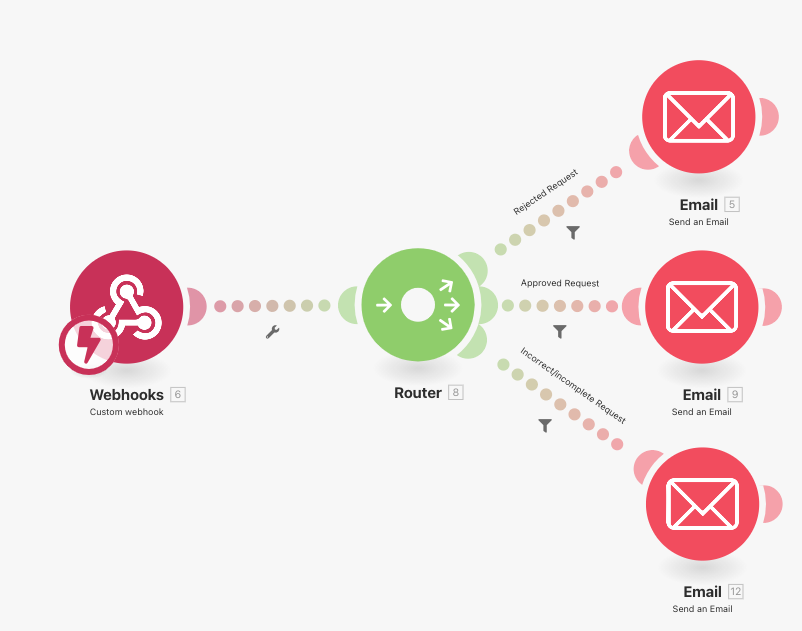 Rejected Request
Email 5
Send an Email
Approved Request
Webhooks 6
Custom webhook
Router 8
Email 9
Send an Email
Incorrect/Incomplete Request
Email 12
Send an Email